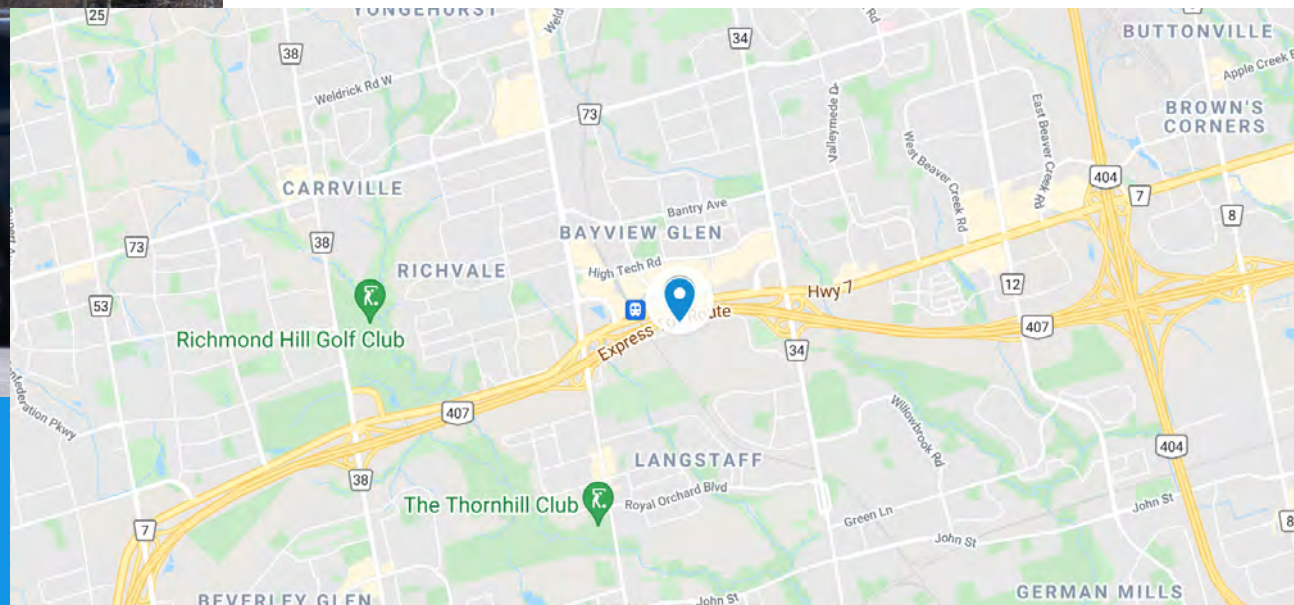 25
YONGEHURST
34
BUTTONVILLE
38
Weldrick Rd W
Apple Creek
73
Valleymede
East Beaver Creek Rd
BROWN'S
CORNERS
West Beaver Creek Rd
404
7
CARRVILLE
Bantry Ave
8
73
38
BAYVIEW GLEN
RICHVALE
High Tech Rd
12
53
Hwy 7
Richmond Hill Golf Club
Express
Route
407
34
407
Willowbrook Rd
404
LANGSTAFF
38
The Thornhill Club
Royal Orchard Blvd
John St
Green Ln
7
8
John St
BEVERLEY GLEN
John St
GERMAN MILLS